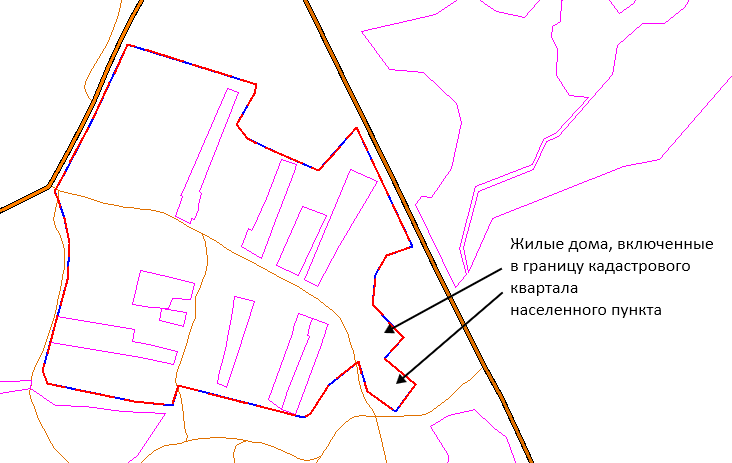 Жилые дома, включенные
в границу кадастрового
квартала
населенного пункта